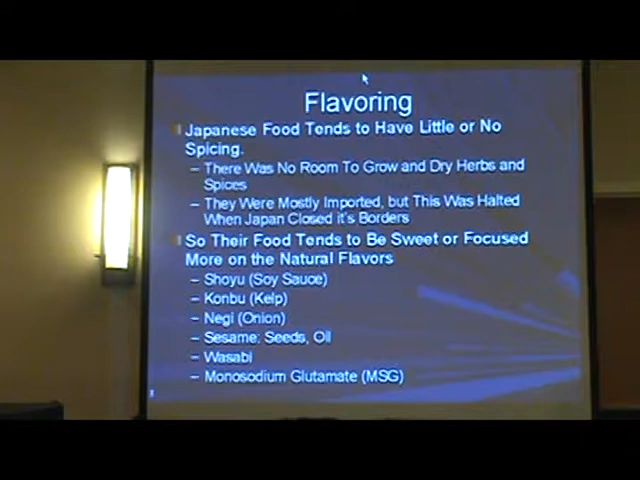 Flavoring
Japanese Food Tends to Have Little or No
Spicing.
– There Was No Room To Grow and Dry Herbs and
Spices
– They Were Mostly Imported, but This Was Halted
When Japan Closed it's Borders
So Their Food Tends to Be Sweet or Focused
More on the Natural Flavors
– Shoyu (Soy Sauce)
– Konbu (Kelp)
– Negi (Onion)
– Sesame: Seeds, Oil
– Wasabi
– Monosodium Glutamate (MSG)